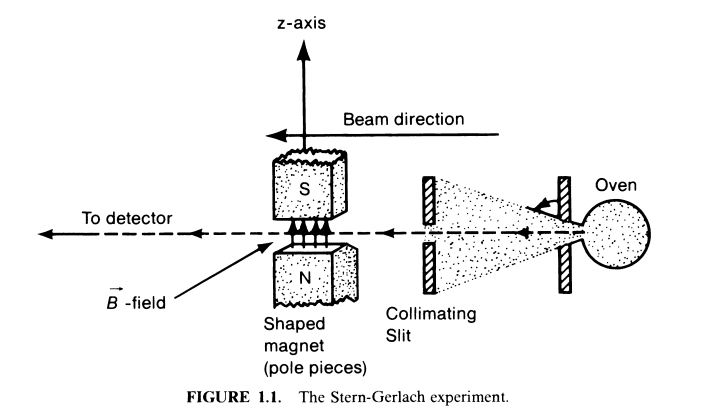 z-axis
Beam direction
S
Oven
To detector
N
B -field
Collimating
Slit
Shaped
magnet
(pole pieces)
FIGURE 1.1. The Stern-Gerlach experiment.